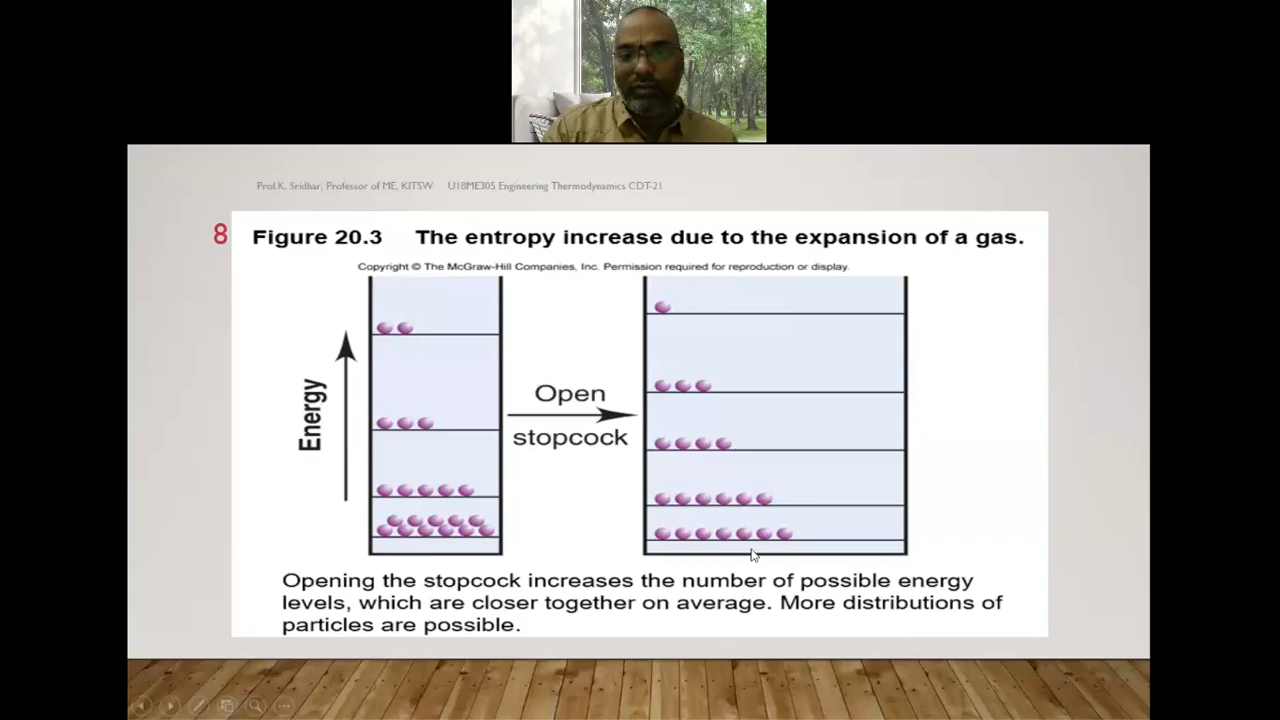 Prof.K. Sridhar, Professor of ME, KITSW U18ME305 Engineering Thermodynamics CDT-21
8
Figure 20.3 The entropy increase due to the expansion of a gas.
Copyright © The McGraw-Hill Companies, Inc. Permission required for reproduction or display.
Energy
Open
stopcock
Opening the stopcock increases the number of possible energy
levels, which are closer together on average. More distributions of
particles are possible.